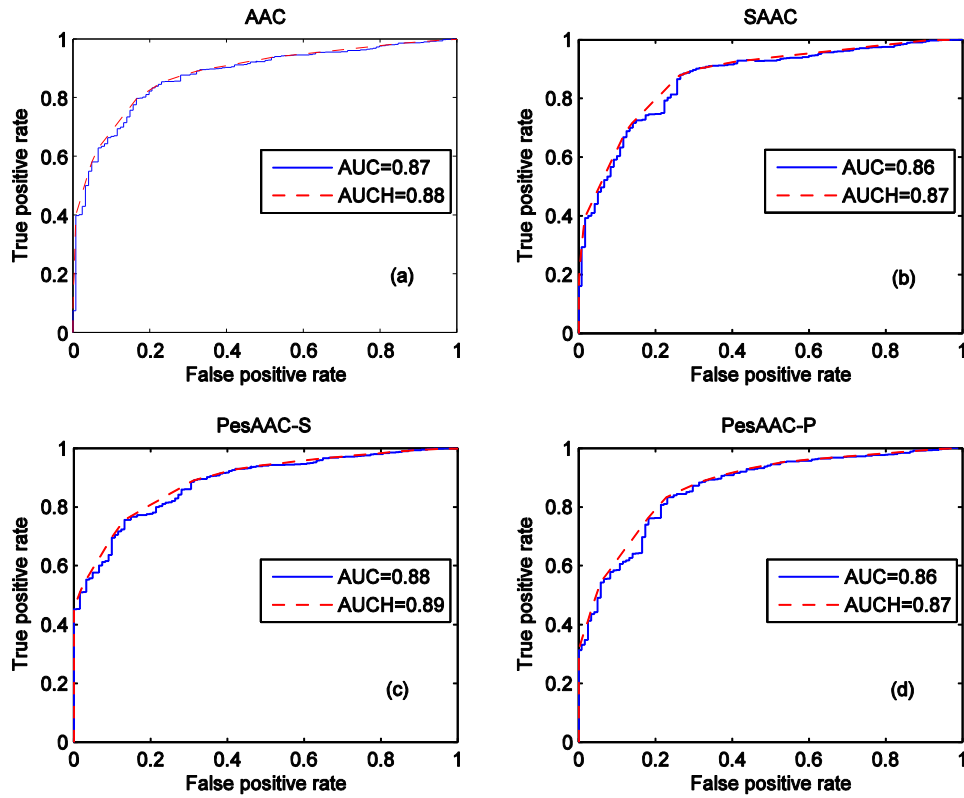 AAC
True positive rate
1
0.8
0.6
0.4
0.2
0
AUC=0.87
AUCH=0.88
(a)
0 0.2 0.4 0.6 0.8 1
False positive rate
SAAC
True positive rate
1
0.8
0.6
0.4
0.2
0
AUC=0.86
AUCH=0.87
(b)
0 0.2 0.4 0.6 0.8 1
False positive rate
PesAAC-S
True positive rate
1
0.8
0.6
0.4
0.2
0
AUC=0.88
AUCH=0.89
(c)
0 0.2 0.4 0.6 0.8 1
False positive rate
PesAAC-P
True positive rate
1
0.8
0.6
0.4
0.2
0
AUC=0.86
AUCH=0.87
(d)
0 0.2 0.4 0.6 0.8 1
False positive rate